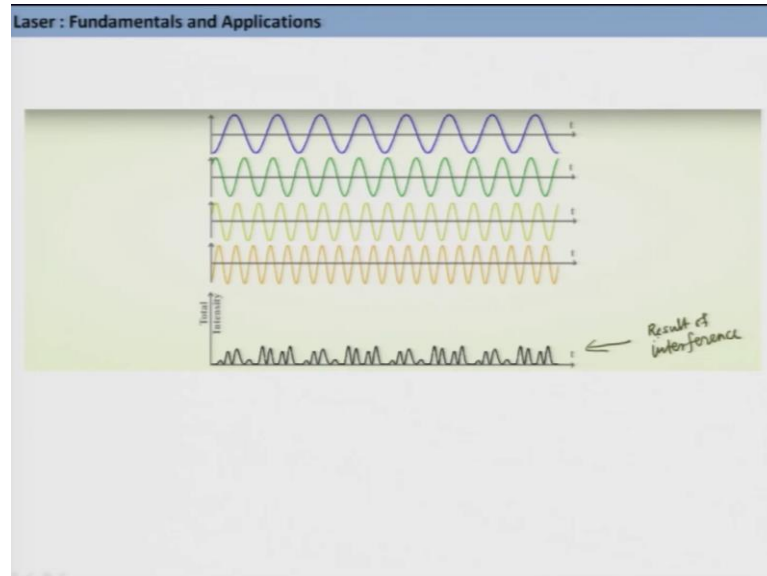 Laser : Fundamentals and Applications
t
t
t
t
Total
Intensity
t
Result of
interference